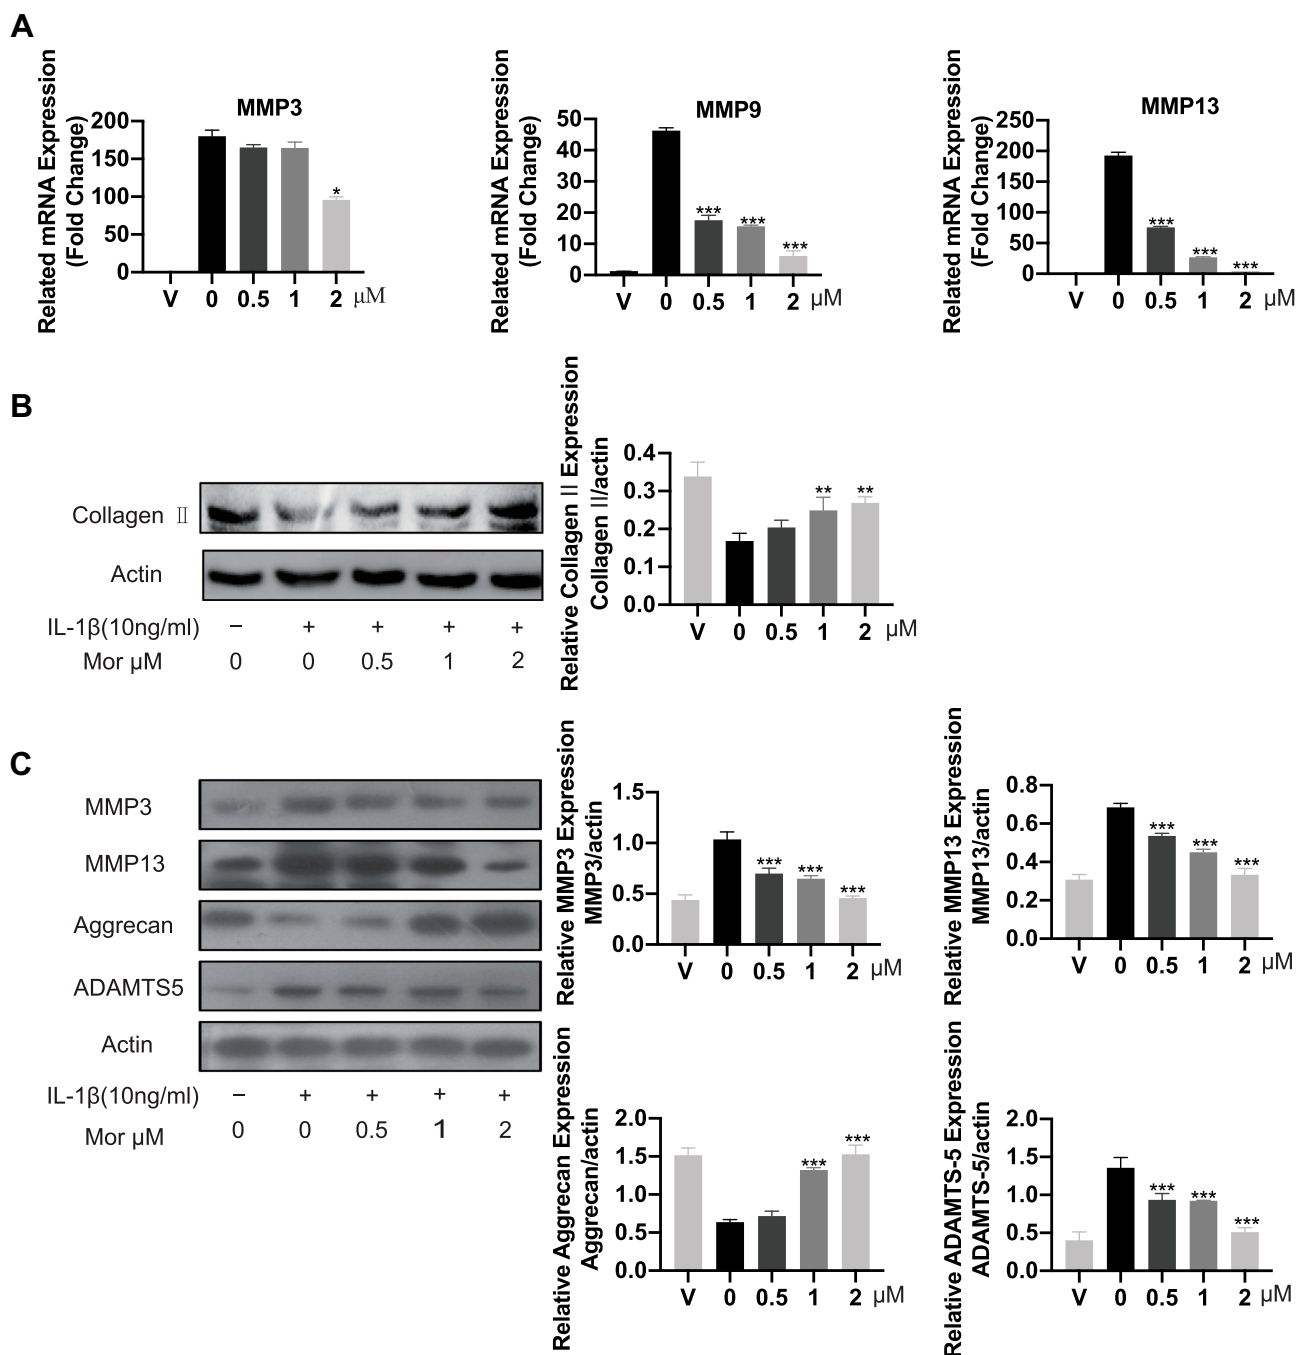 A
MMP3
Related mRNA Expression
(Fold Change)
200
150
100
50
0
*
V 0 0.5 1 2 µM
MMP9
Related mRNA Expression
(Fold Change)
50
40
30
20
10
0
*** *** ***
V 0 0.5 1 2 µM
MMP13
Related mRNA Expression
(Fold Change)
250
200
150
100
50
0
*** *** ***
V 0 0.5 1 2 µM
B
Collagen Ⅱ
Actin
IL-1β(10ng/ml) − + + + +
Mor µM 0 0 0.5 1 2
Relative Collagen Ⅱ Expression
Collagen Ⅱ/actin
0.4
0.3
0.2
0.1
0.0
** **
V 0 0.5 1 2 µM
C
MMP3
MMP13
Aggrecan
ADAMTS5
Actin
IL-1β(10ng/ml) − + + + +
Mor µM 0 0 0.5 1 2
Relative MMP3 Expression
MMP3/actin
1.5
1.0
0.5
0.0
*** *** ***
V 0 0.5 1 2 µM
Relative MMP13 Expression
MMP13/actin
0.8
0.6
0.4
0.2
0.0
*** *** ***
V 0 0.5 1 2 µM
Relative Aggrecan Expression
Aggrecan/actin
2.0
1.5
1.0
0.5
0.0
*** ***
V 0 0.5 1 2 µM
Relative ADAMTS-5 Expression
ADAMTS-5/actin
2.0
1.5
1.0
0.5
0.0
*** *** ***
V 0 0.5 1 2 µM